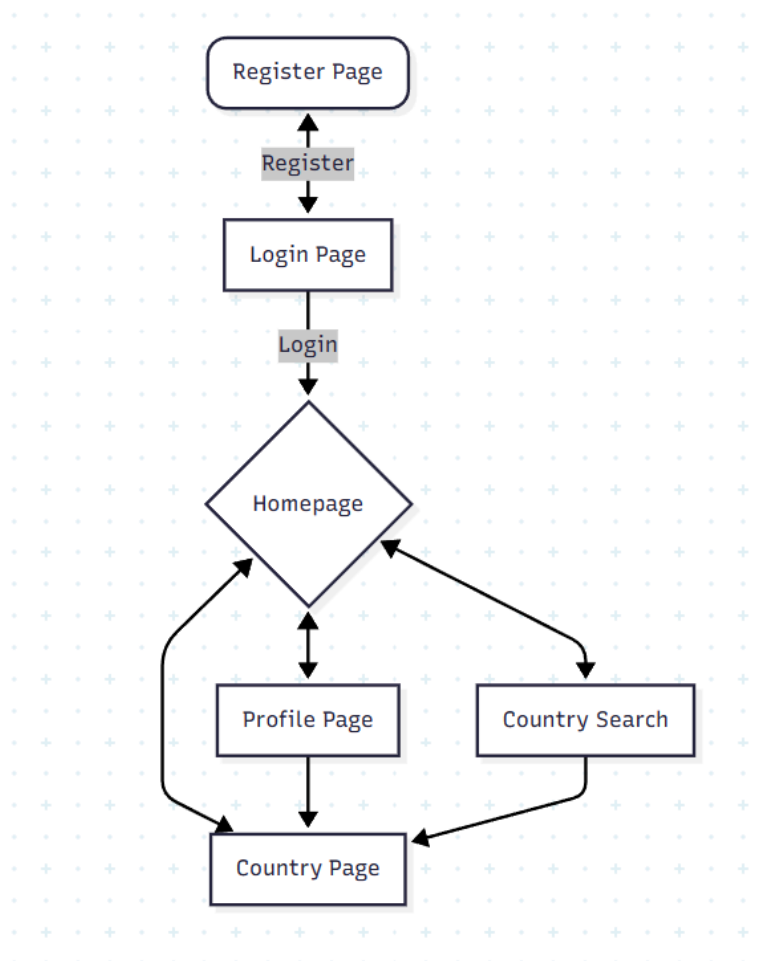 Register Page
Register
Login Page
Login
Homepage
Profile Page
Country Search
Country Page